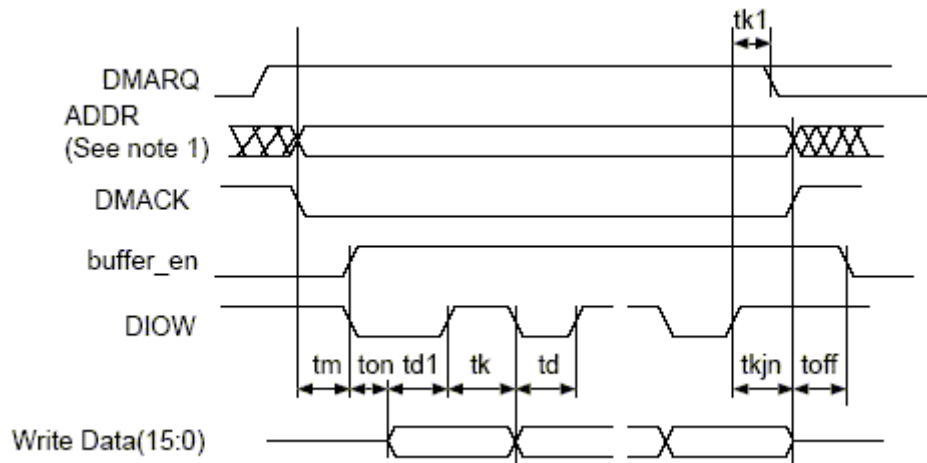 tk1
DMARQ
ADDR
(See note 1)
DMACK
buffer_en
DIOW
tm ton td1 tk td tkjn toff
Write Data(15:0)